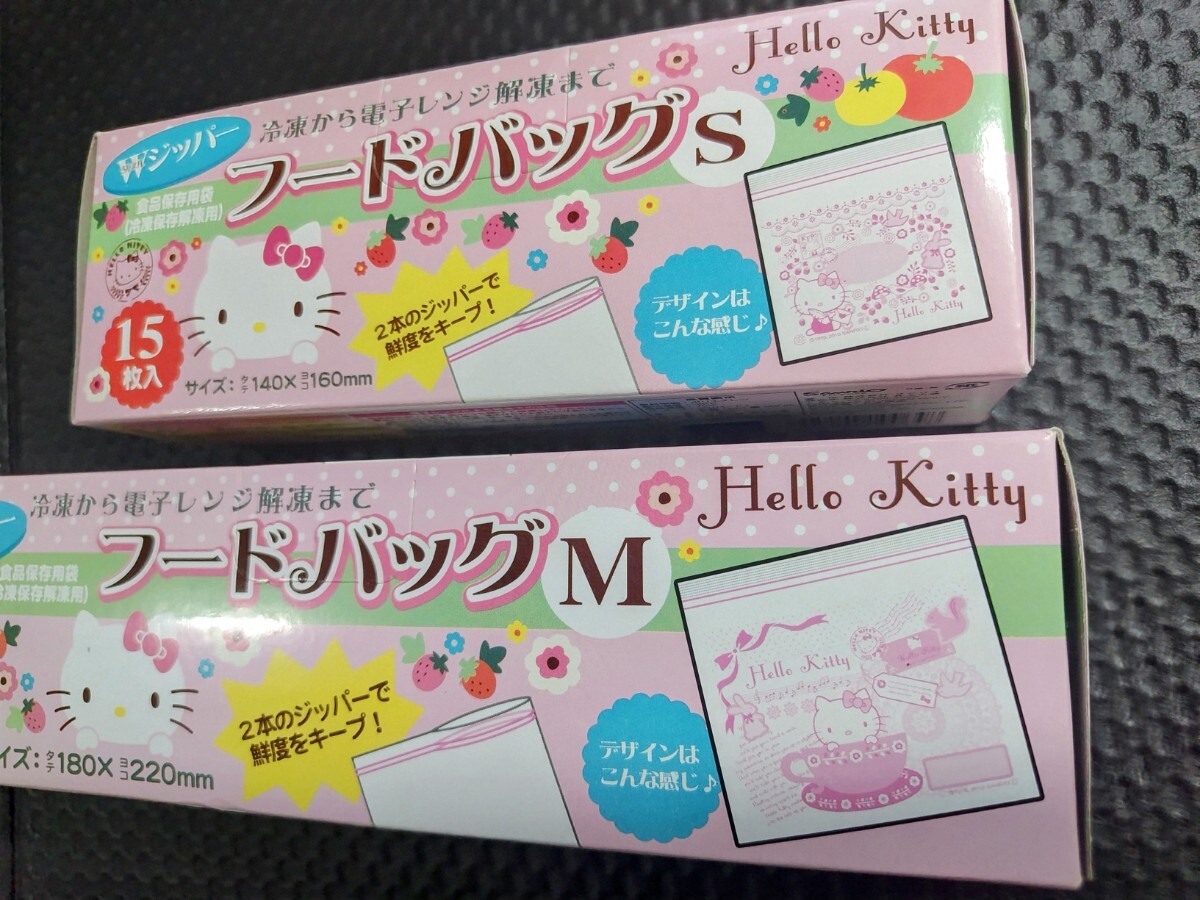 Hello Kitty
冷凍から電子レンジ解凍まで
Wジッパー
フードバッグ S
食品保存用袋
(冷凍保存解凍用)
HELLO KITTY
15
枚入
2本のジッパーで
鮮度をキープ！
デザインは
こんな感じ♪
Hello Kitty
サイズ：タテ140×ヨコ160mm
冷凍から電子レンジ解凍まで
Hello Kitty
フードバッグ M
食品保存用袋
冷凍保存解凍用)
2本のジッパーで
鮮度をキープ！
デザインは
こんな感じ♪
Hello Kitty
イズ：タテ180×ヨコ220mm